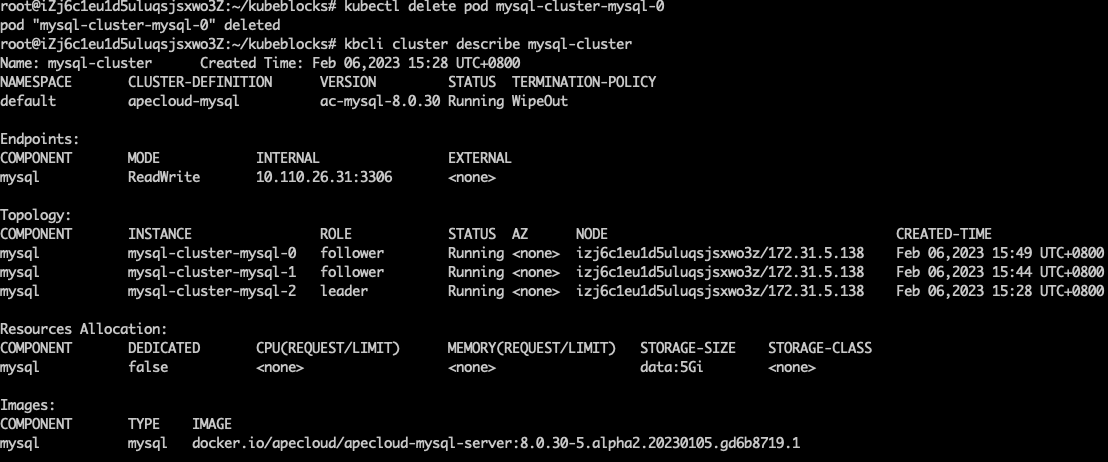 root@iZj6c1eu1d5uluqsjsxwo3Z:~/kubeblocks# kubectl delete pod mysql-cluster-mysql-0
pod "mysql-cluster-mysql-0" deleted
root@iZj6c1eu1d5uluqsjsxwo3Z:~/kubeblocks# kbcli cluster describe mysql-cluster
Name: mysql-cluster      Created Time: Feb 06,2023 15:28 UTC+0800
NAMESPACE       CLUSTER-DEFINITION      VERSION         STATUS  TERMINATION-POLICY
default         apecloud-mysql          ac-mysql-8.0.30 Running WipeOut

Endpoints:
COMPONENT       MODE            INTERNAL                EXTERNAL
mysql           ReadWrite       10.110.26.31:3306       <none>

Topology:
COMPONENT       INSTANCE                ROLE            STATUS  AZ      NODE                                    CREATED-TIME
mysql           mysql-cluster-mysql-0   follower        Running <none>  izj6c1eu1d5uluqsjsxwo3z/172.31.5.138    Feb 06,2023 15:49 UTC+0800
mysql           mysql-cluster-mysql-1   follower        Running <none>  izj6c1eu1d5uluqsjsxwo3z/172.31.5.138    Feb 06,2023 15:44 UTC+0800
mysql           mysql-cluster-mysql-2   leader          Running <none>  izj6c1eu1d5uluqsjsxwo3z/172.31.5.138    Feb 06,2023 15:28 UTC+0800

Resources Allocation:
COMPONENT       DEDICATED       CPU(REQUEST/LIMIT)      MEMORY(REQUEST/LIMIT)   STORAGE-SIZE    STORAGE-CLASS
mysql           false           <none>                  <none>                  data:5Gi        <none>

Images:
COMPONENT       TYPE    IMAGE
mysql           mysql   docker.io/apecloud/apecloud-mysql-server:8.0.30-5.alpha2.20230105.gd6b8719.1